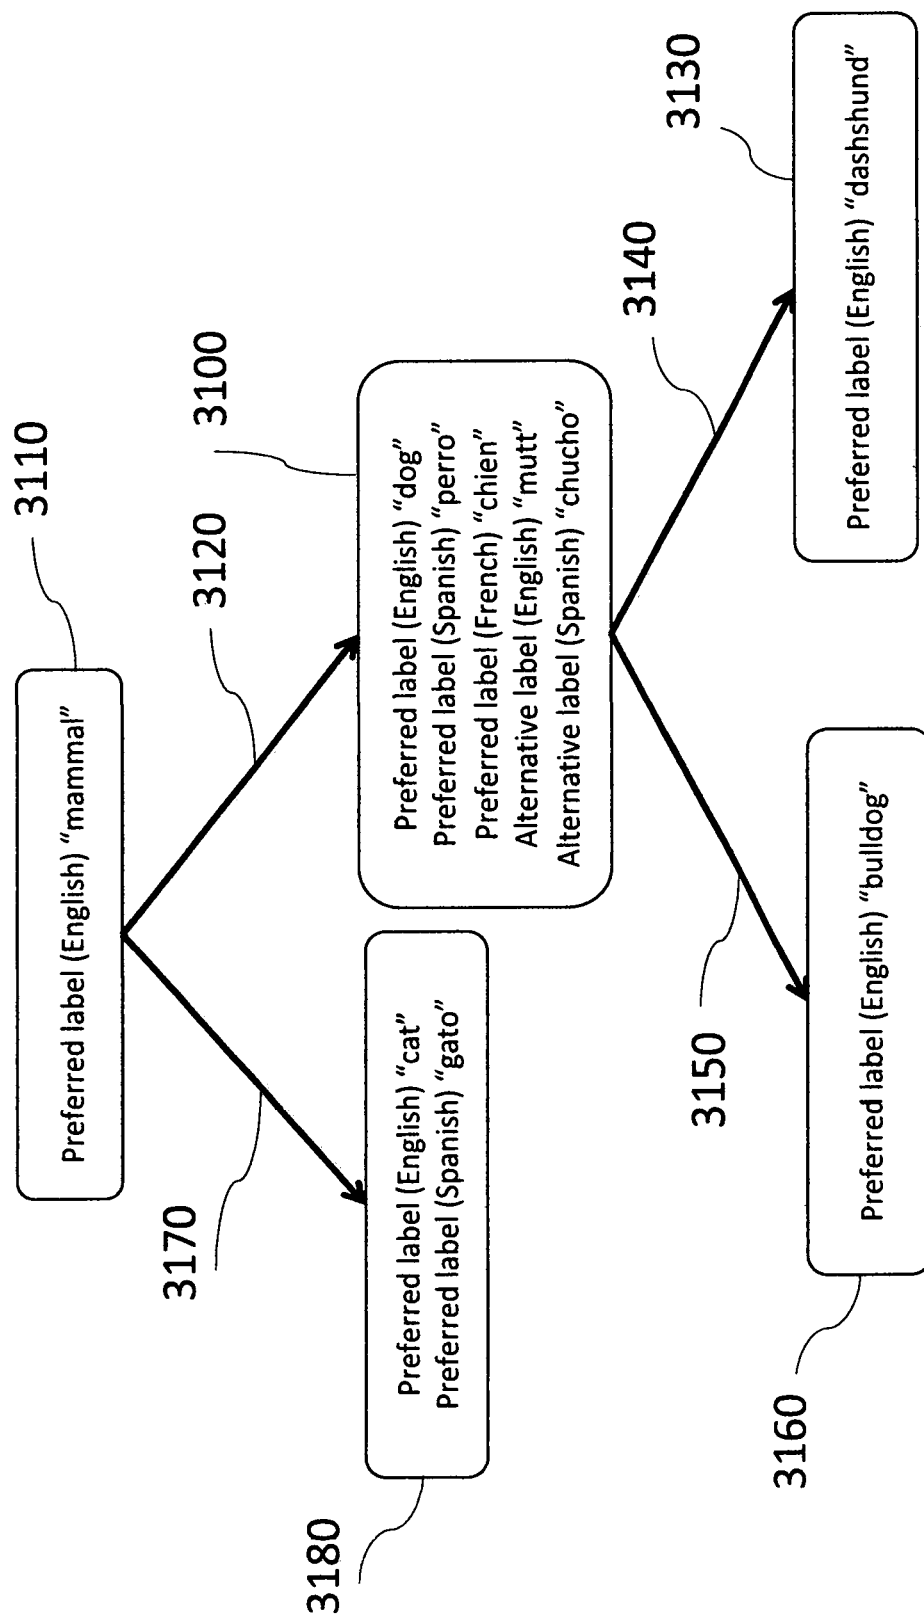 3110
Preferred label (English) “mammal”
3120
3100
3170
3180
Preferred label (English) “cat”
Preferred label (Spanish) “gato”
Preferred label (English) “dog”
Preferred label (Spanish) “perro”
Preferred label (French) “chien”
Alternative label (English) “mutt”
Alternative label (Spanish) “chucho”
3140
3150
3130
3160
Preferred label (English) “bulldog”
Preferred label (English) “dashshund”